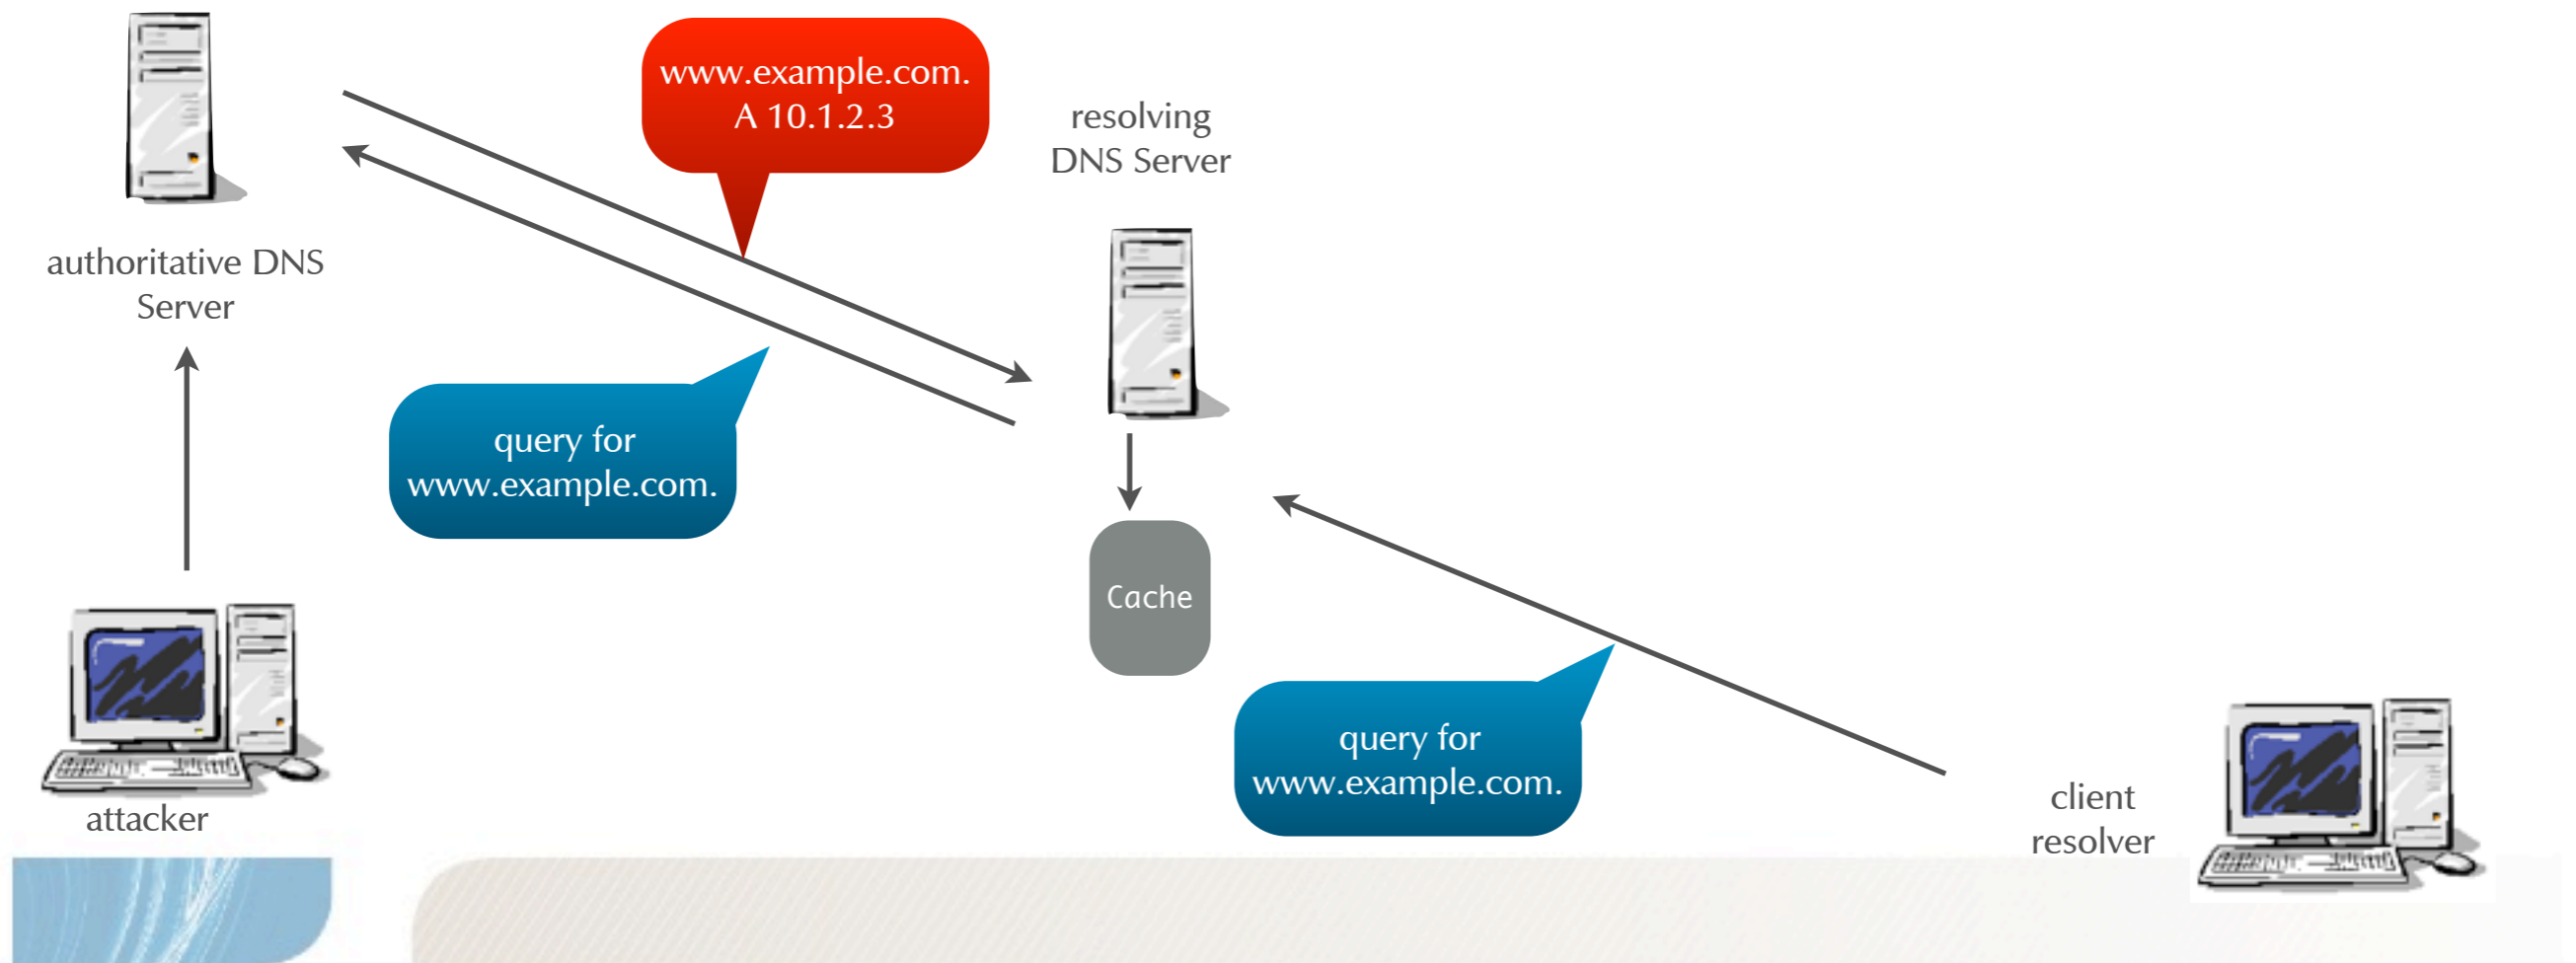 www.example.com.
A 10.1.2.3
resolving
DNS Server
authoritative DNS
Server
query for
www.example.com.
Cache
query for
www.example.com.
attacker
client
resolver